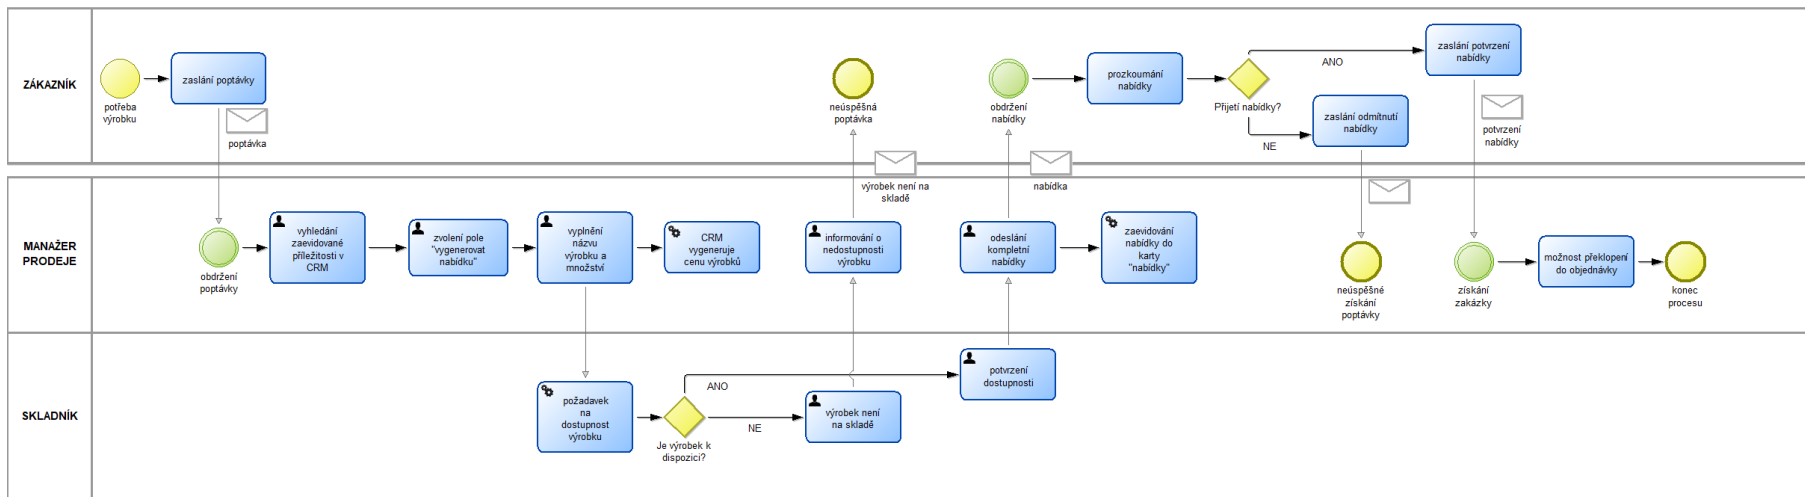 ZÁKAZNÍK
potřeba
výrobku
zaslání poptávky
poptávka
neúspěšná
poptávka
výrobek není na
skladě
obdržení
nabídky
nabídka
prozkoumání
nabídky
Přijetí nabídky?
ANO
NE
zaslání potvrzení
nabídky
zaslání odmítnutí
nabídky
potvrzení
nabídky
MANAŽER
PRODEJE
obdržení
poptávky
vyhledání
zaevidované
příležitosti v
CRM
zvolení pole
"vygenerovat
nabídku"
vyplnění
názvu
výrobku a
množství
CRM
vygeneruje
cenu výrobků
informování o
nedostupnosti
výrobku
odeslání
kompletní
nabídky
zaevidování
nabídky do
karty
"nabídky"
neúspěšné
získání
poptávky
získání
zakázky
možnost překlopení
do objednávky
konec
procesu
SKLADNÍK
požadavek
na
dostupnost
výrobku
Je výrobek k
dispozici?
ANO
NE
výrobek není
na skladě
potvrzení
dostupnosti